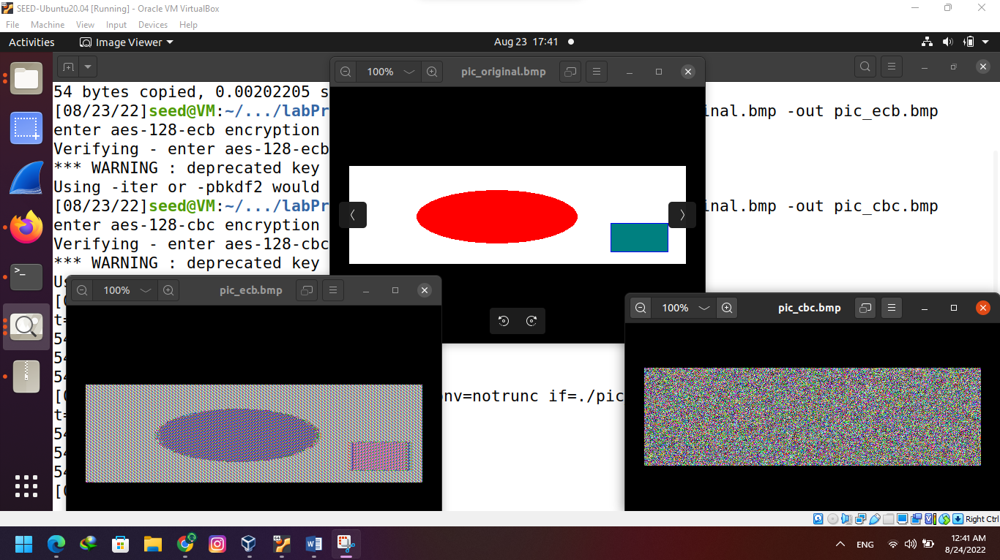 SEED-Ubuntu20.04 [Running] - Oracle VM VirtualBox
File Machine View Input Devices Help
Activities Image Viewer Aug 23 17:41
100% pic_original.bmp
54 bytes copied, 0.00202205 s
[08/23/22]seed@VM:~/.../labPr inal.bmp -out pic_ecb.bmp
enter aes-128-ecb encryption
Verifying - enter aes-128-ecb
*** WARNING : deprecated key
Using -iter or -pbkdf2 would
[08/23/22]seed@VM:~/.../labPr inal.bmp -out pic_cbc.bmp
enter aes-128-cbc encryption
Verifying - enter aes-128-cbc
*** WARNING : deprecated key
100% pic_ecb.bmp
100% pic_cbc.bmp
[
t=
54
54
54
[ nv=notrunc if=./pic
t=
54
54
54
[
Right Ctrl
ENG
12:41 AM
8/24/2022